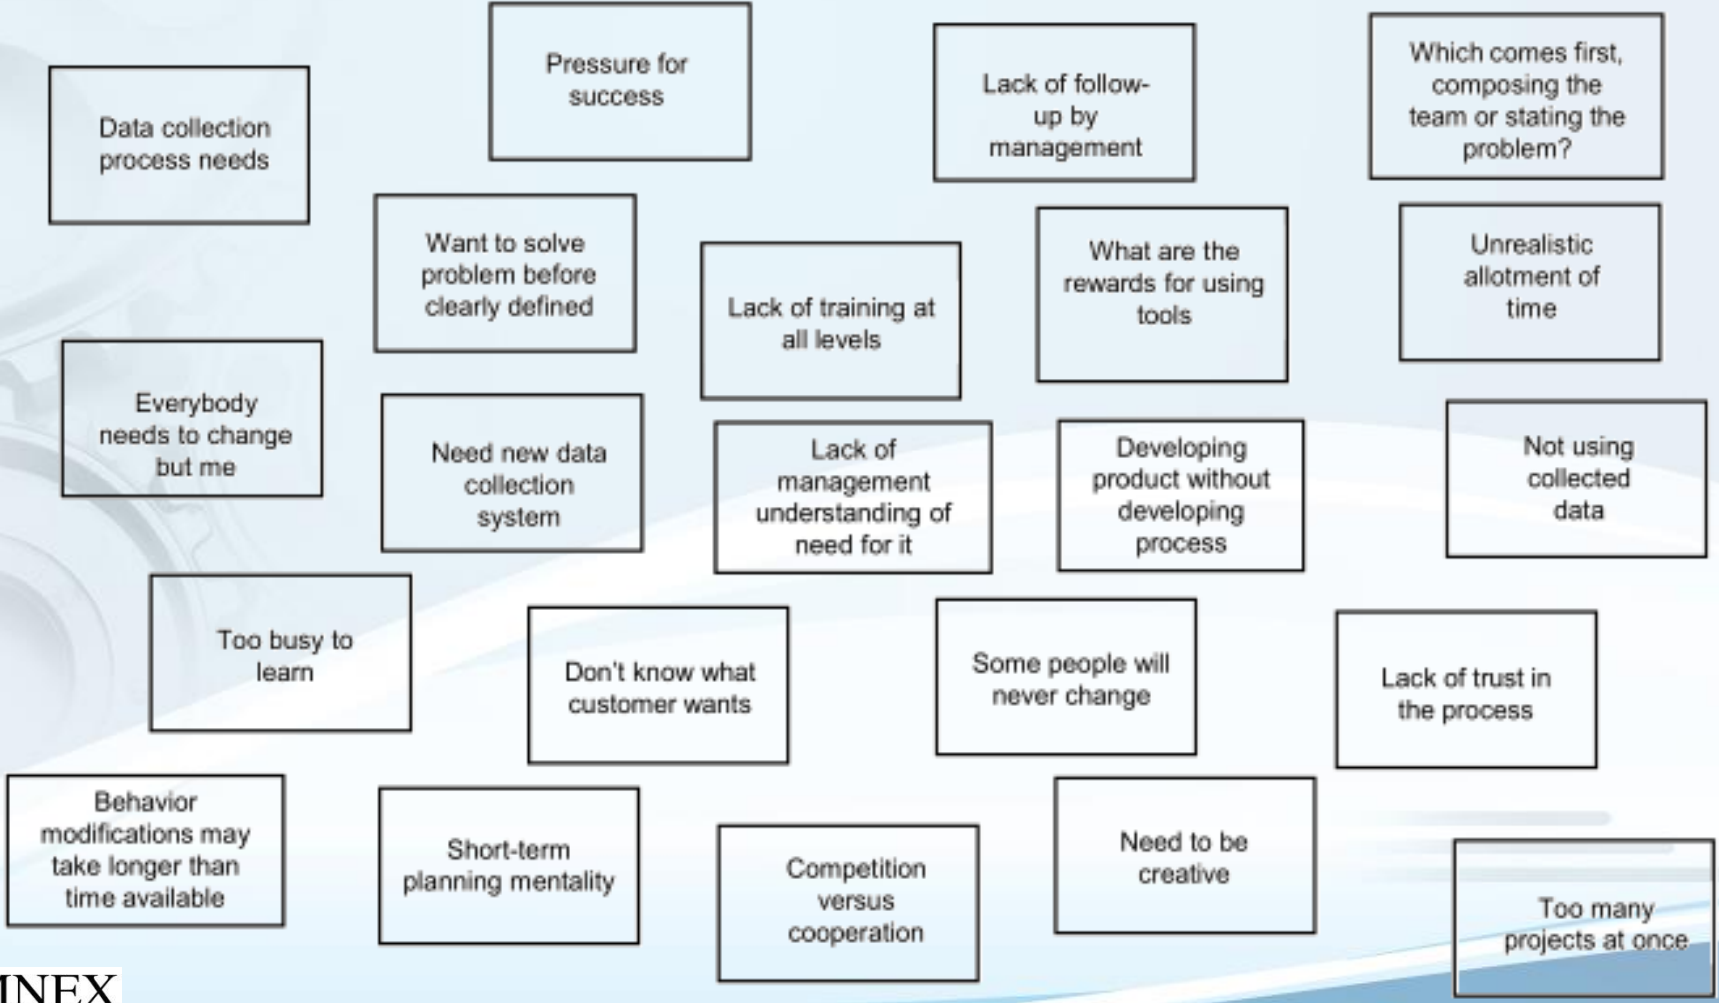 Data collection
process needs
Pressure for
success
Lack of follow-
up by
management
Which comes first,
composing the
team or stating the
problem?
Want to solve
problem before
clearly defined
Lack of training at
all levels
What are the
rewards for using
tools
Unrealistic
allotment of
time
Everybody
needs to change
but me
Need new data
collection
system
Lack of
management
understanding of
need for it
Developing
product without
developing
process
Not using
collected
data
Too busy to
learn
Don't know what
customer wants
Some people will
never change
Lack of trust in
the process
Behavior
modifications may
take longer than
time available
Short-term
planning mentality
Competition
versus
cooperation
Need to be
creative
Too many
projects at once